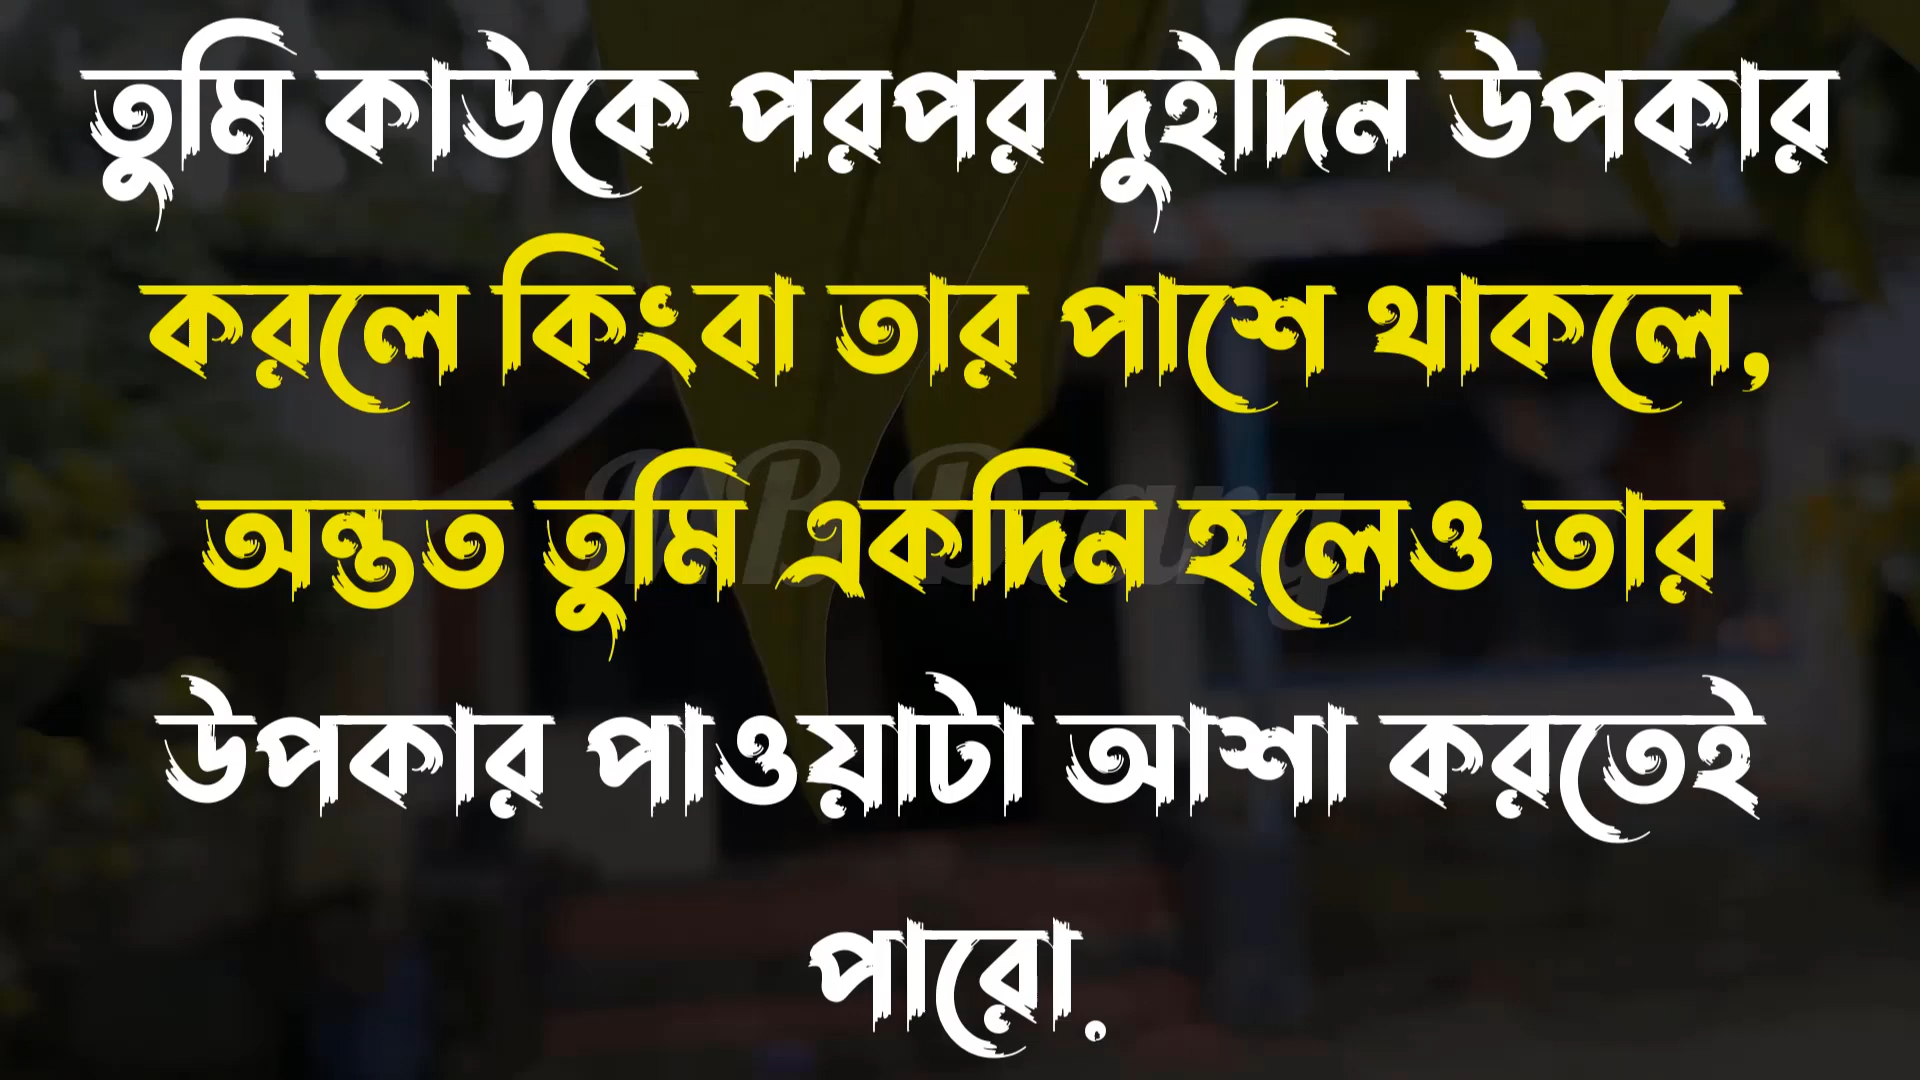 তুমি কাউকে পরপর দুইদিন উপকার
করলে কিংবা তার পাশে থাকলে,
অন্তত তুমি একদিন হলেও তার
উপকার পাওয়াটা আশা করতেই
পারো.